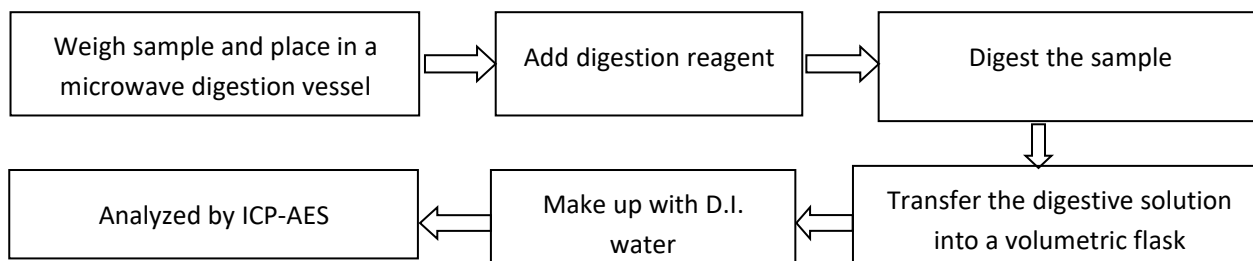 Weigh sample and place in a
microwave digestion vessel
Add digestion reagent
Digest the sample
Transfer the digestive solution
into a volumetric flask
Make up with D.I.
water
Analyzed by ICP-AES